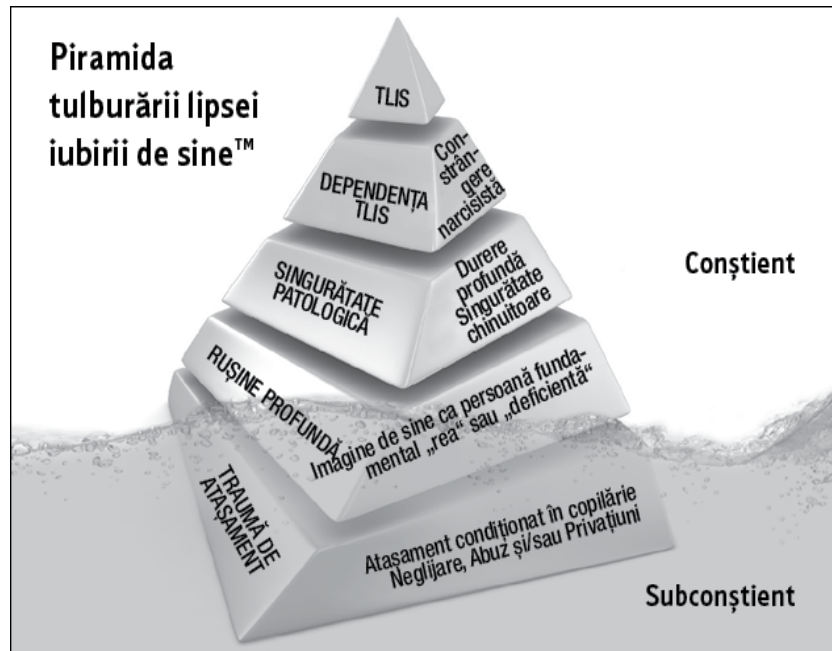 Piramida
tulburării lipsei
iubirii de sine™
TLIS
DEPENDENȚA
TLIS
Con-
strân-
gere
narcisistă
SINGURĂTATE
PATOLOGICĂ
Durere
profundă
Singurătate
chinuitoare
Conștient
RUȘINE PROFUNDĂ
Imagine de sine ca persoană funda-
mental „rea” sau „deficientă”
TRAUMĂ DE
ATAȘAMENT
Atașament condiționat în copilărie
Neglijare, Abuz și/sau Privațiuni
Subconștient